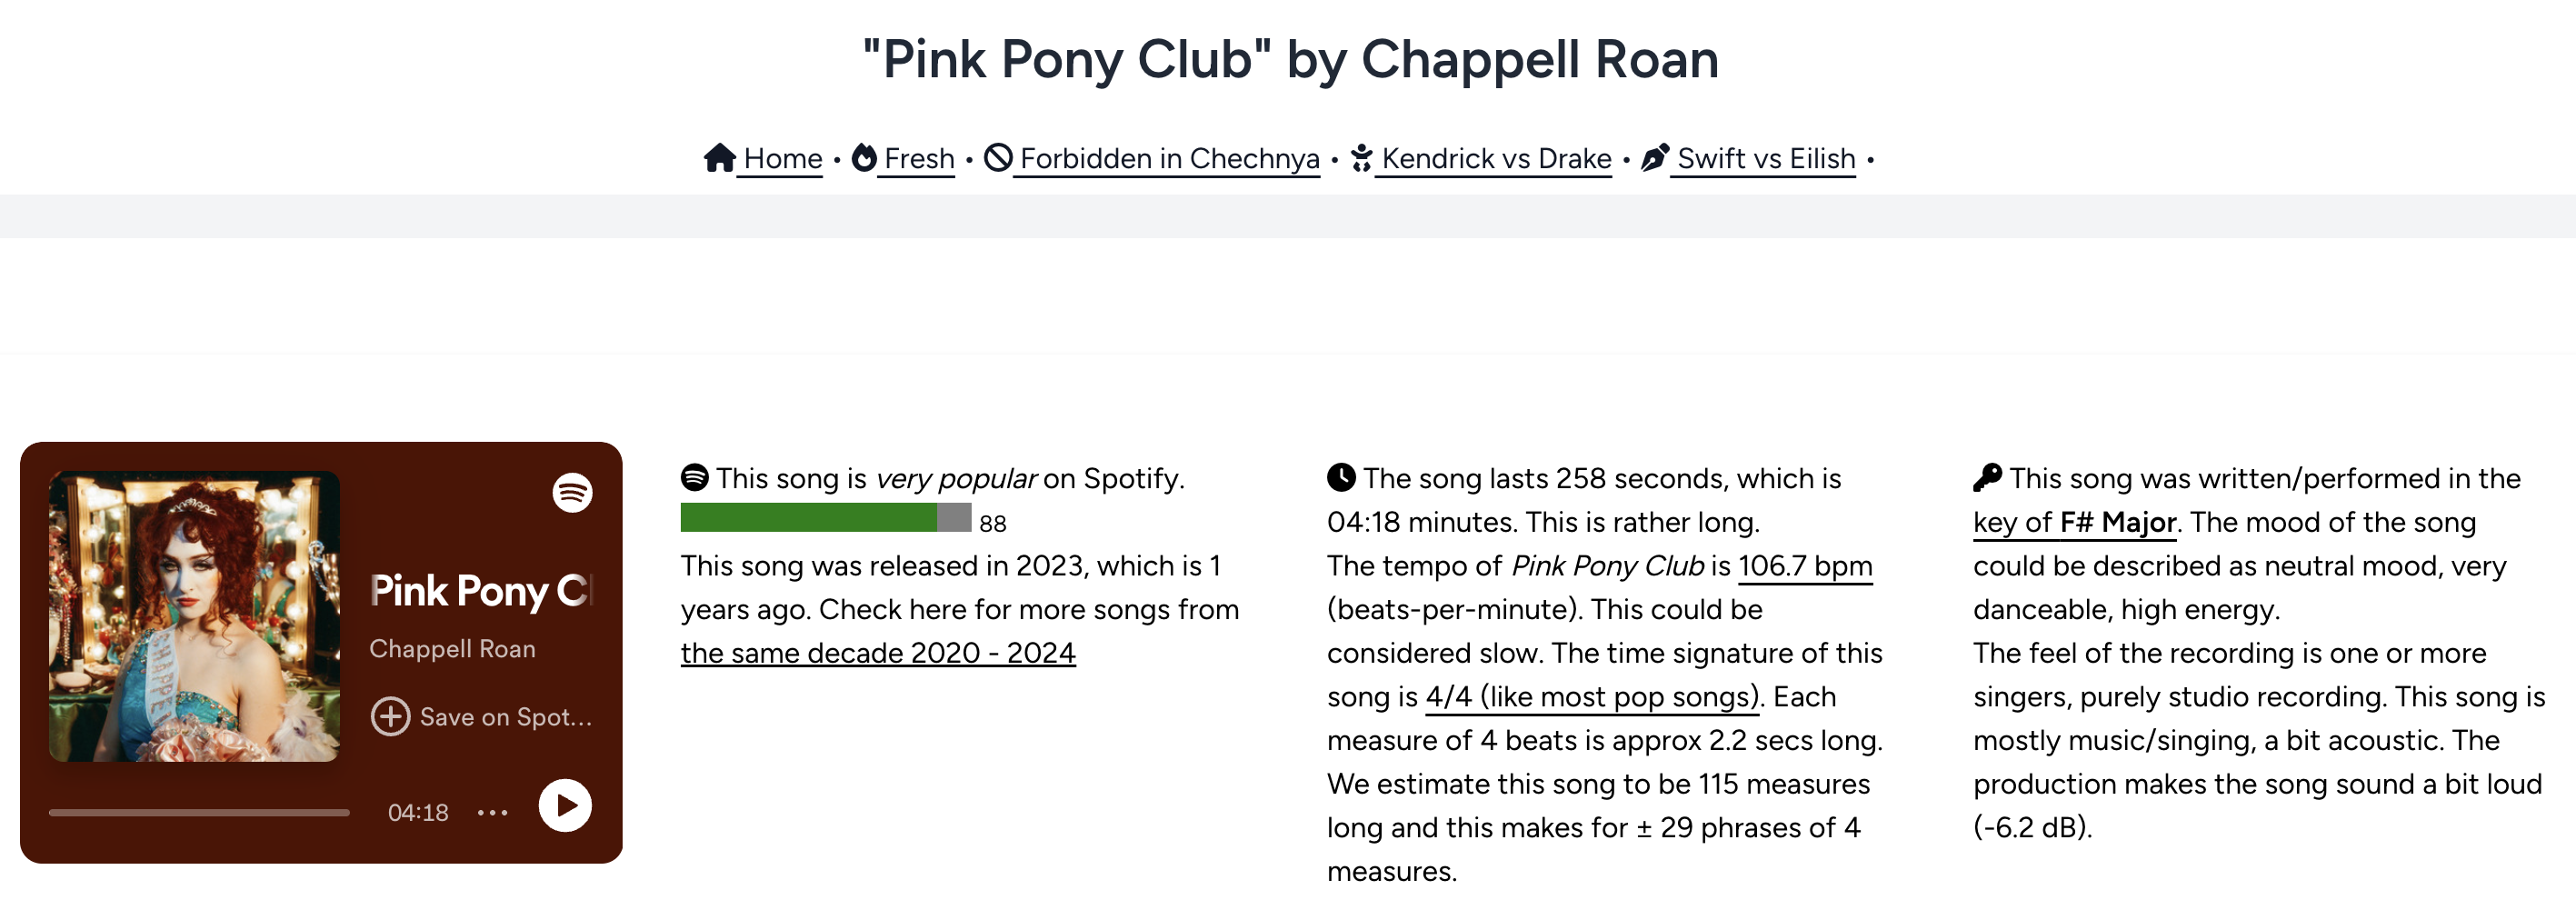 "Pink Pony Club" by Chappell Roan
Home • Fresh • Forbidden in Chechnya • Kendrick vs Drake • Swift vs Eilish •
Pink Pony Cl
Chappell Roan
Save on Spot...
04:18
This song is very popular on Spotify.
88
This song was released in 2023, which is 1
years ago. Check here for more songs from
the same decade 2020 - 2024
The song lasts 258 seconds, which is
04:18 minutes. This is rather long.
The tempo of Pink Pony Club is 106.7 bpm
(beats-per-minute). This could be
considered slow. The time signature of this
song is 4/4 (like most pop songs). Each
measure of 4 beats is approx 2.2 secs long.
We estimate this song to be 115 measures
long and this makes for ± 29 phrases of 4
measures.
This song was written/performed in the
key of F# Major. The mood of the song
could be described as neutral mood, very
danceable, high energy.
The feel of the recording is one or more
singers, purely studio recording. This song is
mostly music/singing, a bit acoustic. The
production makes the song sound a bit loud
(-6.2 dB).